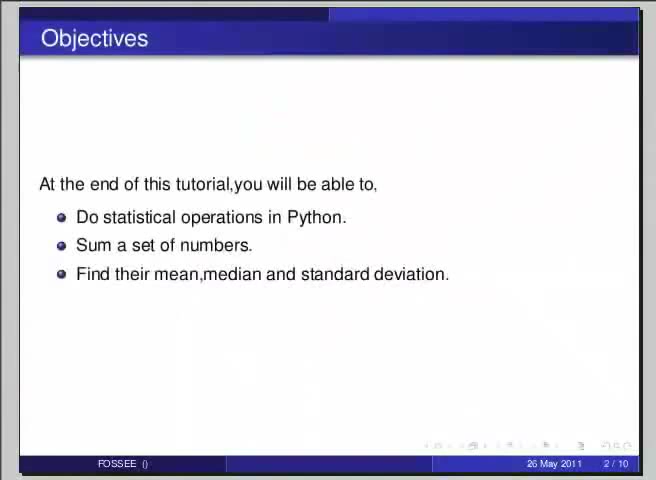 Objectives
At the end of this tutorial,you will be able to,
Do statistical operations in Python.
Sum a set of numbers.
Find their mean,median and standard deviation.
FOSSEE ()
26 May 2011
2 / 10